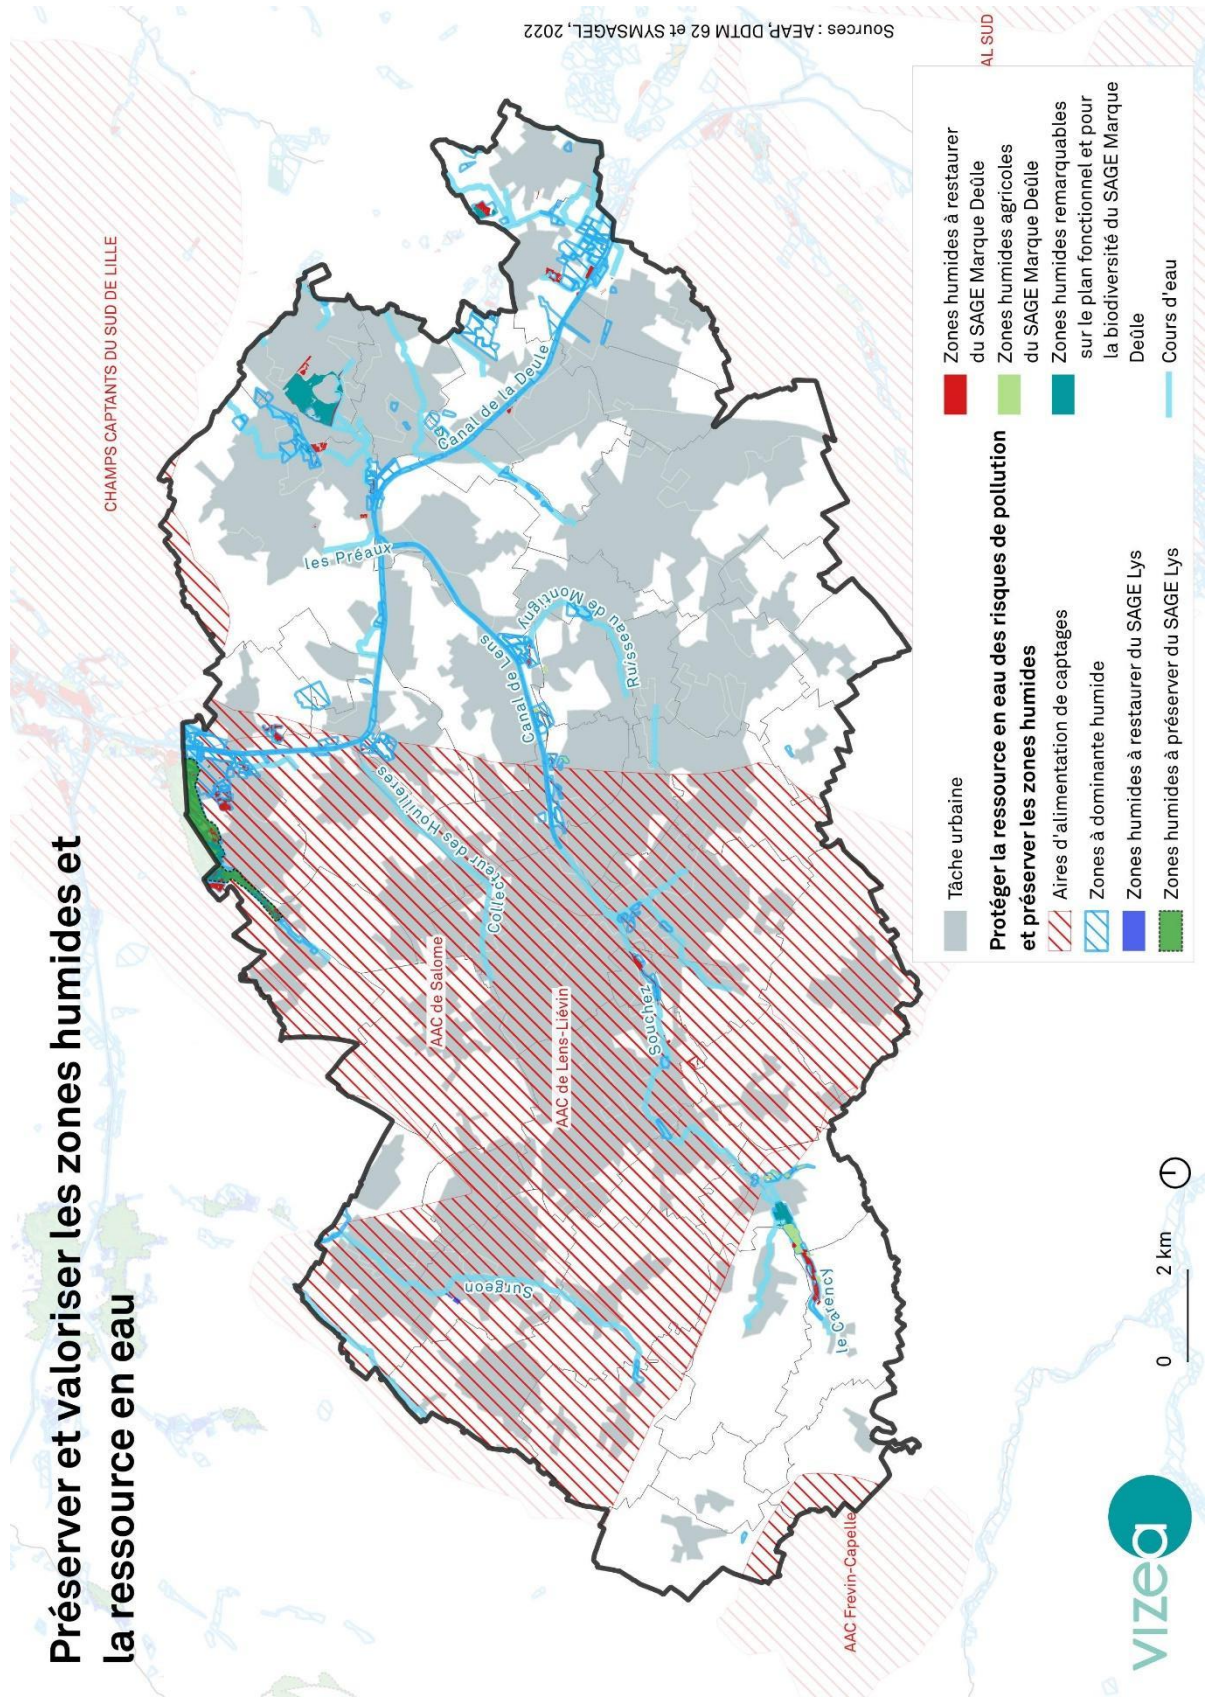 Préserver et valoriser les zones humides et
la ressource en eau
Sources : AEAP, DDTM 62 et SYMSAGEL, 2022
CHAMPS CAPTANTS DU SUD DE LILLE
AL SUD
les Préaux
Canal de la Deule
Canal de Lens
Ruisseau de Montigny
Collecteur des Houillères
AAC de Salome
AAC de Lens-Liévin
Souchez
Surgeon
le Carency
AAC Frevin-Capelle
Tâche urbaine
Protéger la ressource en eau des risques de pollution
et préserver les zones humides
Aires d'alimentation de captages
Zones à dominante humide
Zones humides à restaurer du SAGE Lys
Zones humides à préserver du SAGE Lys
Zones humides à restaurer
du SAGE Marque Deûle
Zones humides agricoles
du SAGE Marque Deûle
Zones humides remarquables
sur le plan fonctionnel et pour
la biodiversité du SAGE Marque
Deûle
Cours d'eau
0 2 km
vizea